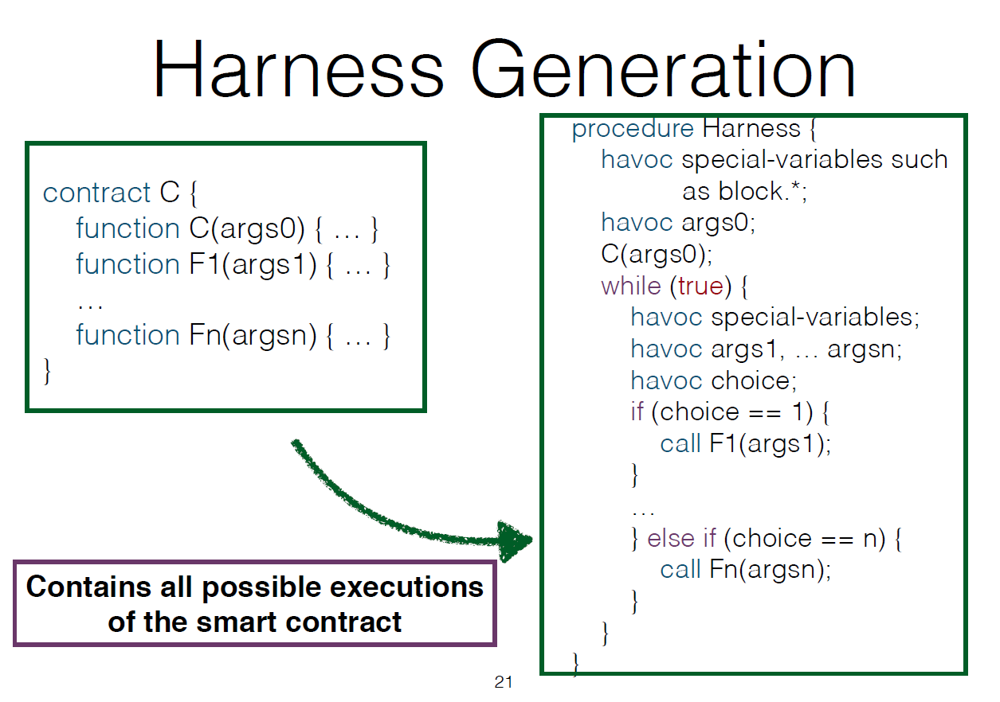 Harness Generation
contract C {
function C(args0) { … }
function F1(args1) { … }
…
function Fn(argsn) { … }
}
Contains all possible executions
of the smart contract
procedure Harness {
havoc special-variables such
as block.*;
havoc args0;
C(args0);
while (true) {
havoc special-variables;
havoc args1, … argsn;
havoc choice;
if (choice == 1) {
call F1(args1);
}
…
} else if (choice == n) {
call Fn(argsn);
}
}
}
21